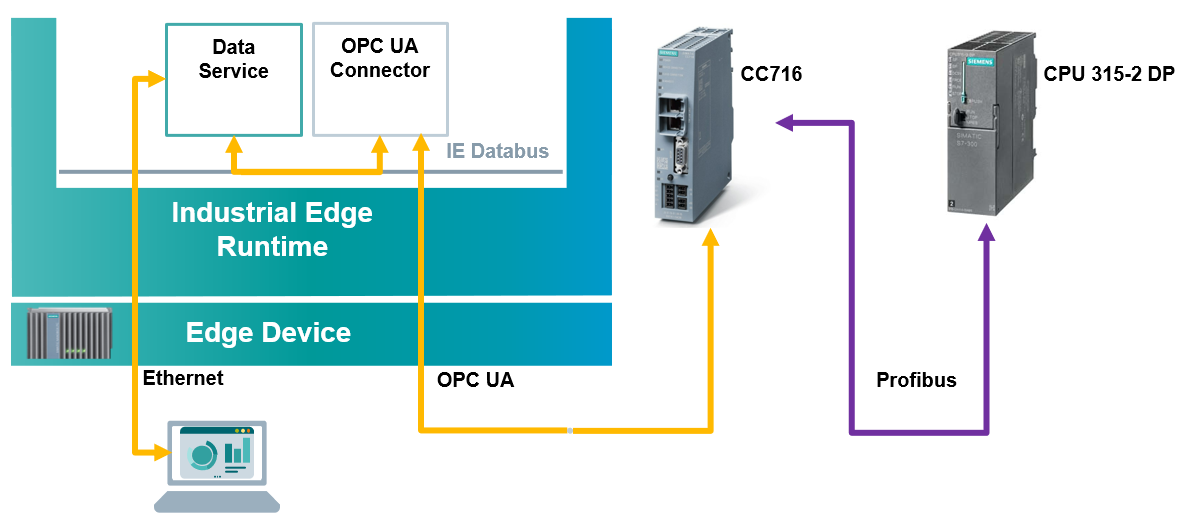 Data
Service
OPC UA
Connector
IE Databus
Industrial Edge
Runtime
Edge Device
Ethernet
OPC UA
SIEMENS
CC716
SIEMENS
SIMATIC
S7-300
CPU 315-2 DP
Profibus